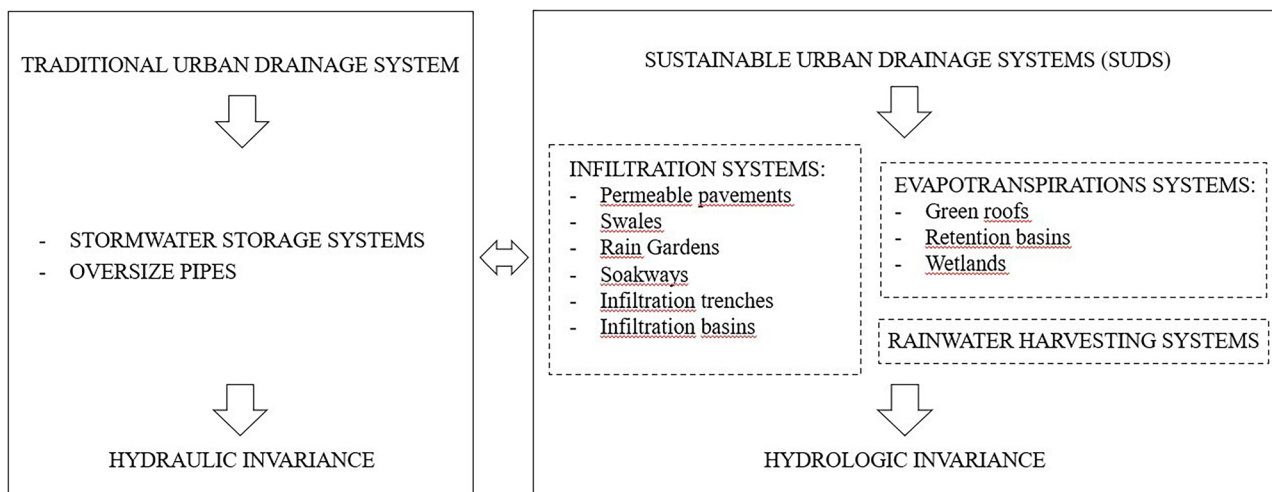 TRADITIONAL URBAN DRAINAGE SYSTEM
- STORMWATER STORAGE SYSTEMS
- OVERSIZE PIPES
HYDRAULIC INVARIANCE
SUSTAINABLE URBAN DRAINAGE SYSTEMS (SUDS)
INFILTRATION SYSTEMS:
- Permeable pavements
- Swales
- Rain Gardens
- Soakways
- Infiltration trenches
- Infiltration basins
EVAPOTRANSPIRATIONS SYSTEMS:
- Green roofs
- Retention basins
- Wetlands
RAINWATER HARVESTING SYSTEMS
HYDROLOGIC INVARIANCE